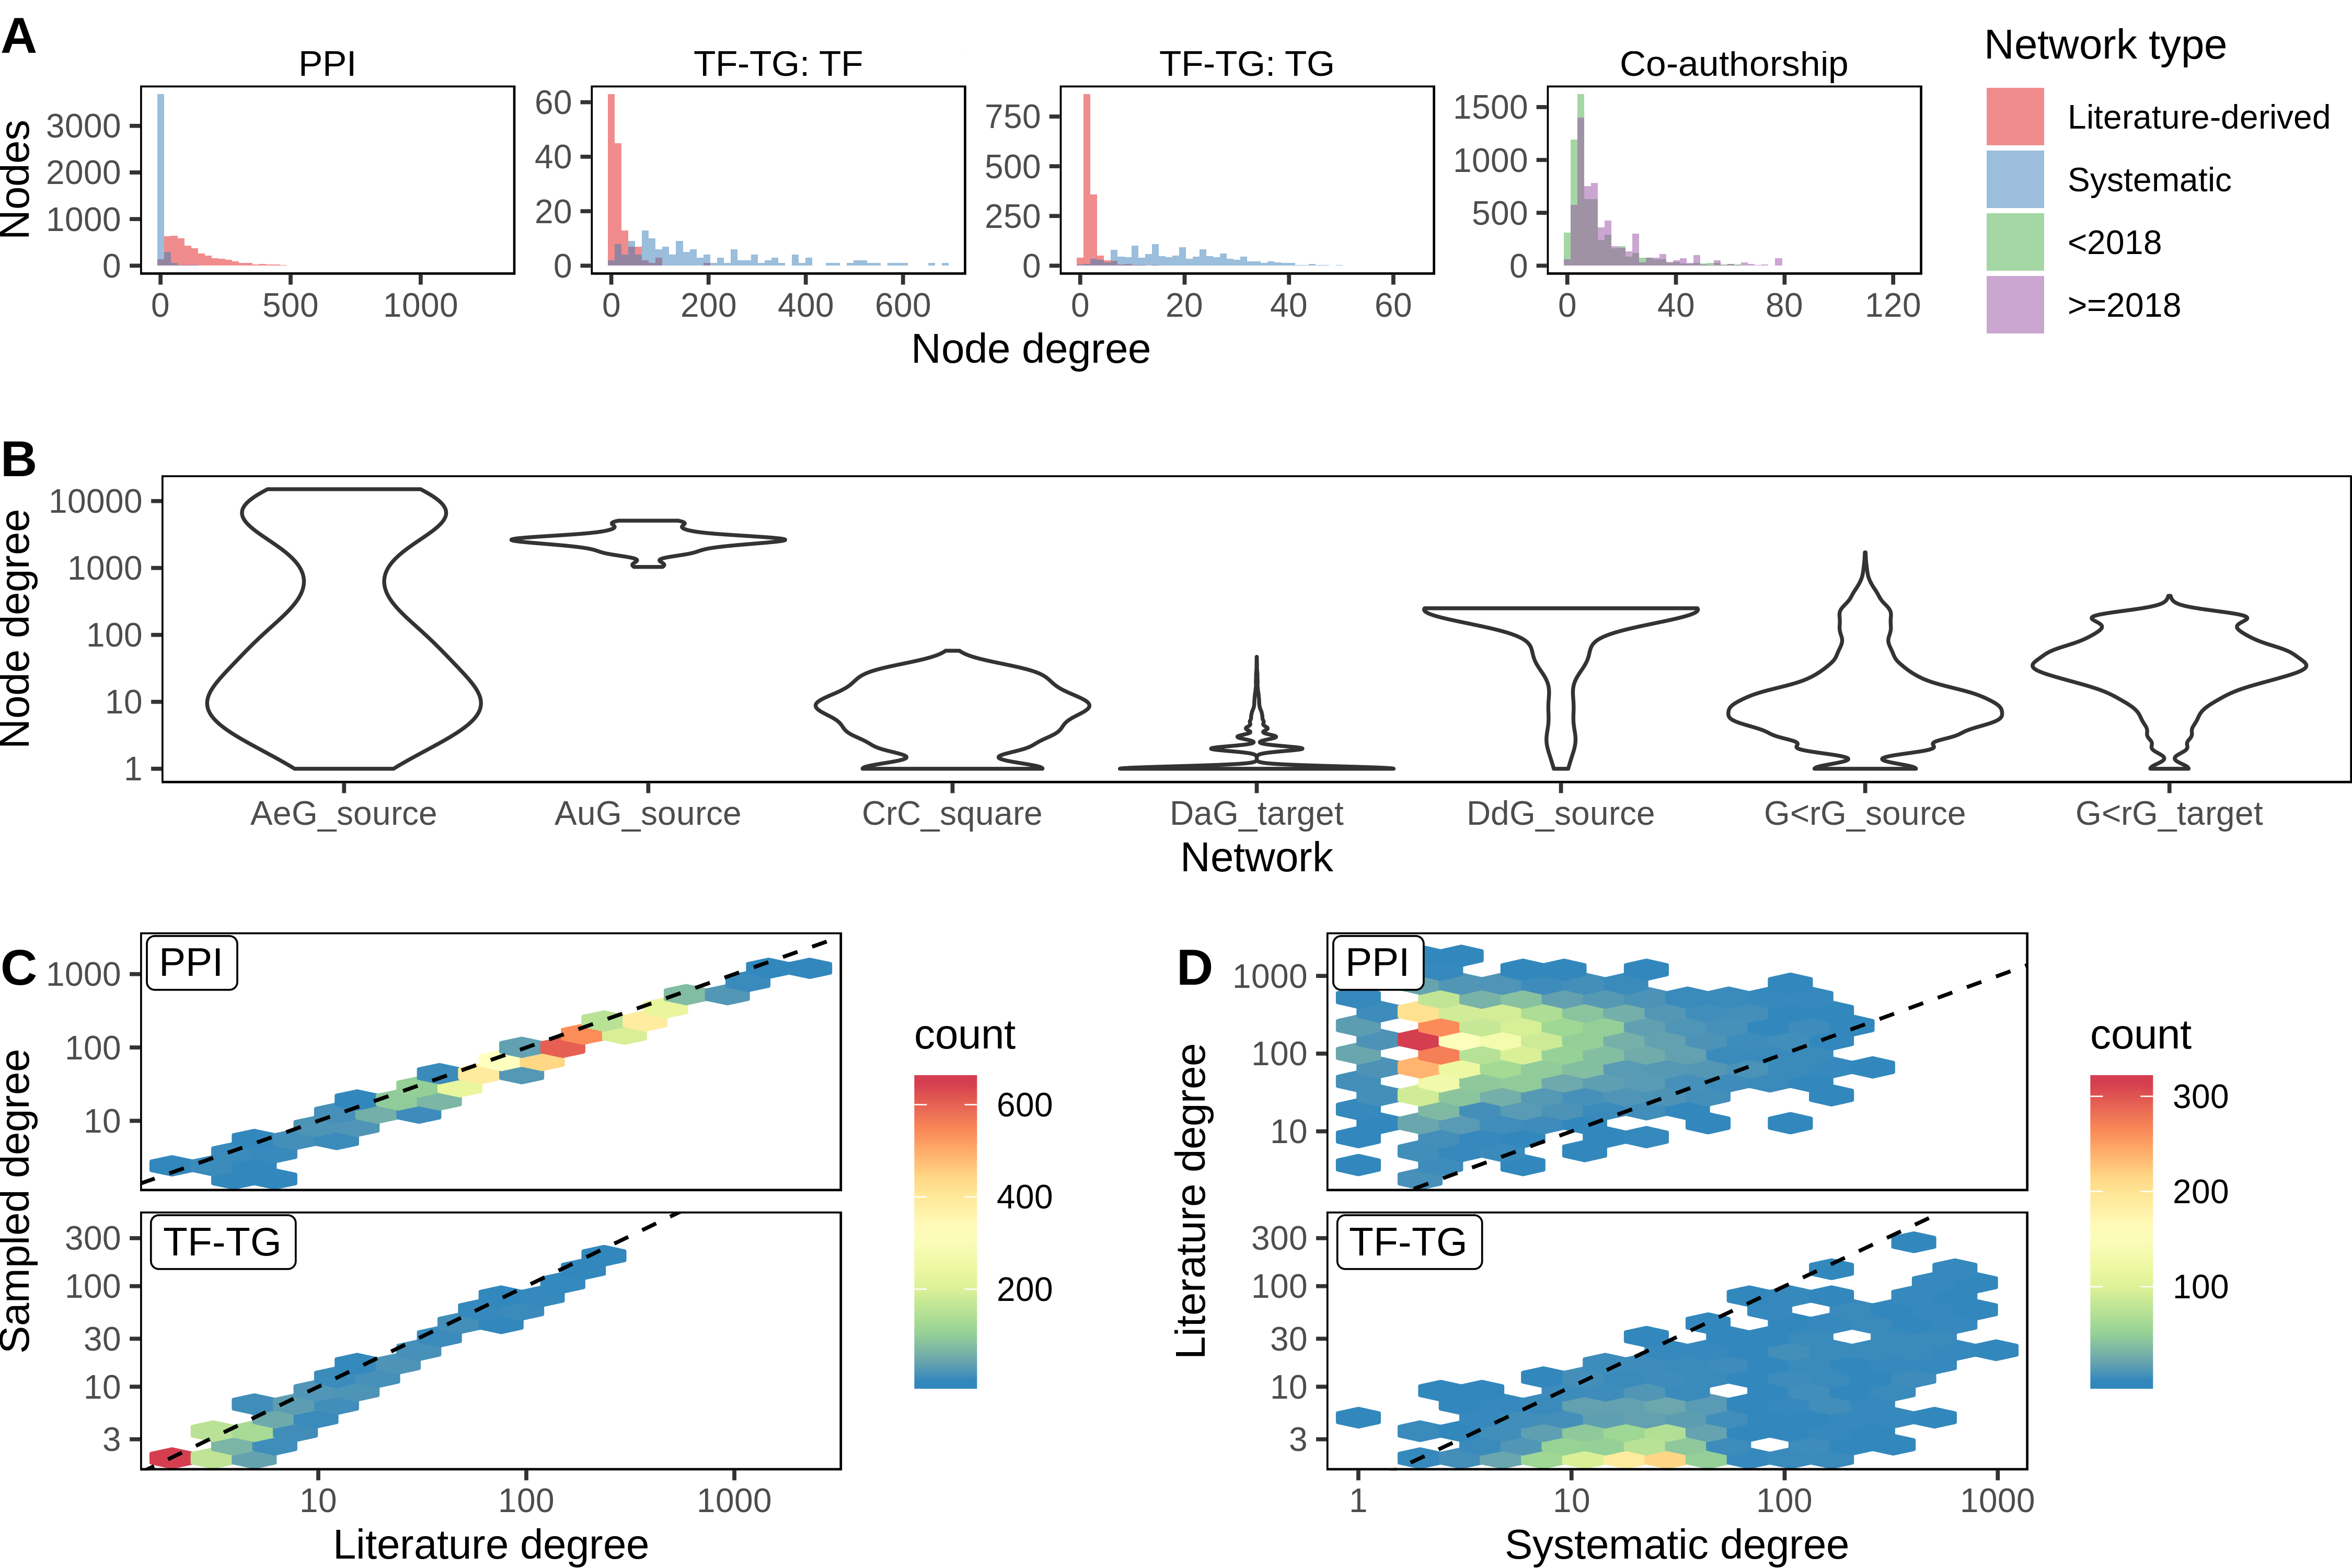 A
PPI
TF-TG: TF
TF-TG: TG
Co-authorship
Network type
Literature-derived
Systematic
<2018
>=2018
Nodes
3000
2000
1000
0
60
40
20
0
750
500
250
0
1500
1000
500
0
0 500 1000
0 200 400 600
0 20 40 60
0 40 80 120
Node degree
B
Node degree
10000
1000
100
10
1
AeG_source AuG_source CrC_square DaG_target DdG_source G<rG_source G<rG_target
Network
C
Sampled degree
PPI
1000
100
10
TF-TG
300
100
30
10
3
10 100 1000
Literature degree
count
600
400
200
D
Literature degree
PPI
1000
100
10
TF-TG
300
100
30
10
3
1 10 100 1000
Systematic degree
count
300
200
100